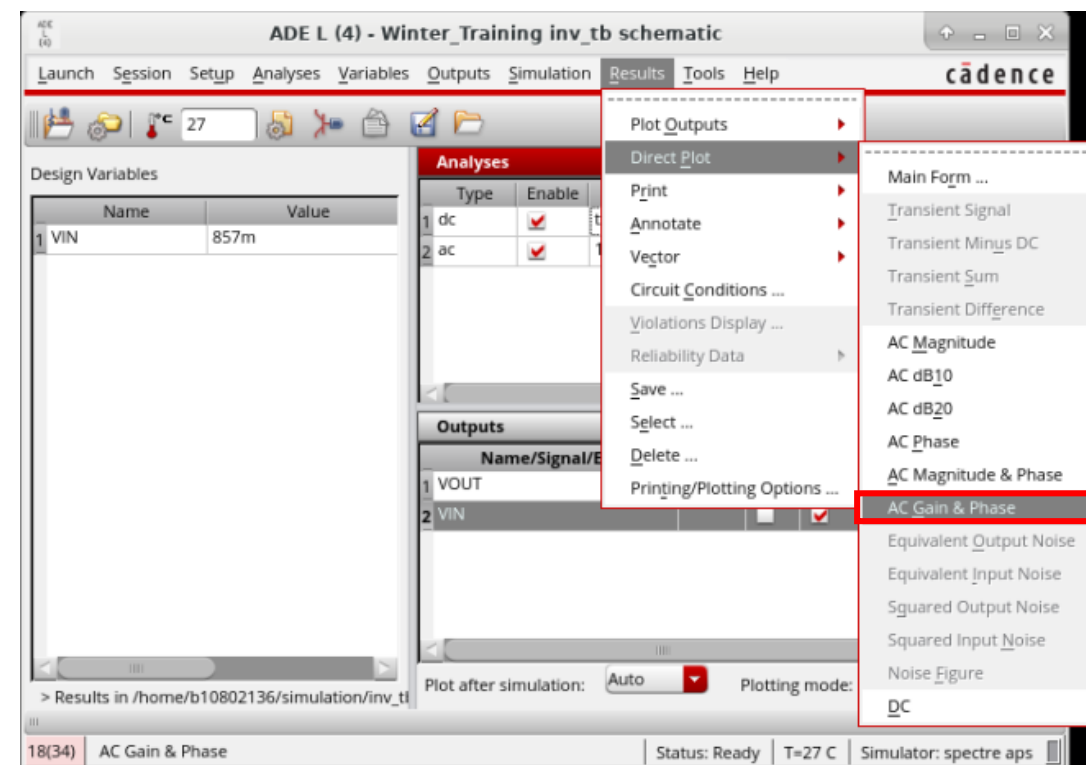 ADE L (4)
ADE L (4) - Winter_Training inv_tb schematic
Launch Session Setup Analyses Variables Outputs Simulation Results Tools Help
cādence
°C 27
Design Variables
Name Value
1 VIN 857m
> Results in /home/b10802136/simulation/inv_tl
Analyses
Type Enable
1 dc t
2 ac 1
Outputs
Name/Signal/E
1 VOUT
2 VIN
Plot after simulation: Auto Plotting mode:
Plot Outputs
Direct Plot
Print
Annotate
Vector
Circuit Conditions ...
Violations Display ...
Reliability Data
Save ...
Select ...
Delete ...
Printing/Plotting Options ...
Main Form ...
Transient Signal
Transient Minus DC
Transient Sum
Transient Difference
AC Magnitude
AC dB10
AC dB20
AC Phase
AC Magnitude & Phase
AC Gain & Phase
Equivalent Output Noise
Equivalent Input Noise
Squared Output Noise
Squared Input Noise
Noise Figure
DC
18(34) AC Gain & Phase Status: Ready T=27 C Simulator: spectre aps